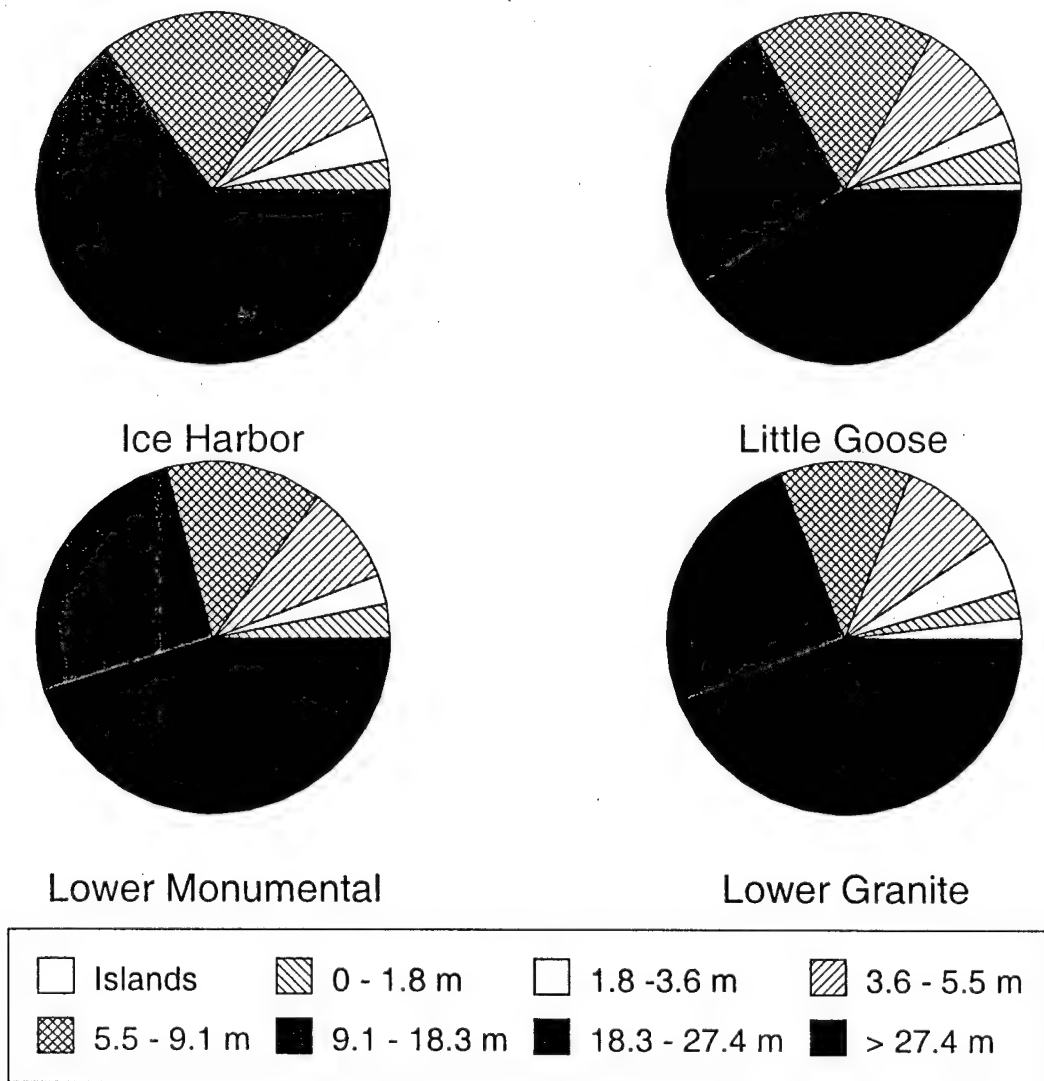 Ice Harbor
Little Goose
Lower Monumental
Lower Granite
Islands
0 - 1.8 m
1.8 -3.6 m
3.6 - 5.5 m
5.5 - 9.1 m
9.1 - 18.3 m
18.3 - 27.4 m
> 27.4 m